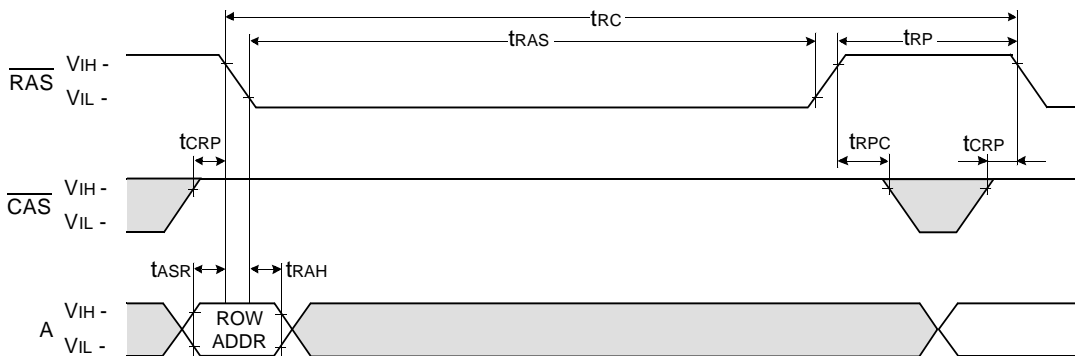 tRC
tRAS
tRP
RAS
VIH -
VIL -
tCRP
tRPC
tCRP
CAS
VIH -
VIL -
tASR
tRAH
A
VIH -
VIL -
ROW
ADDR